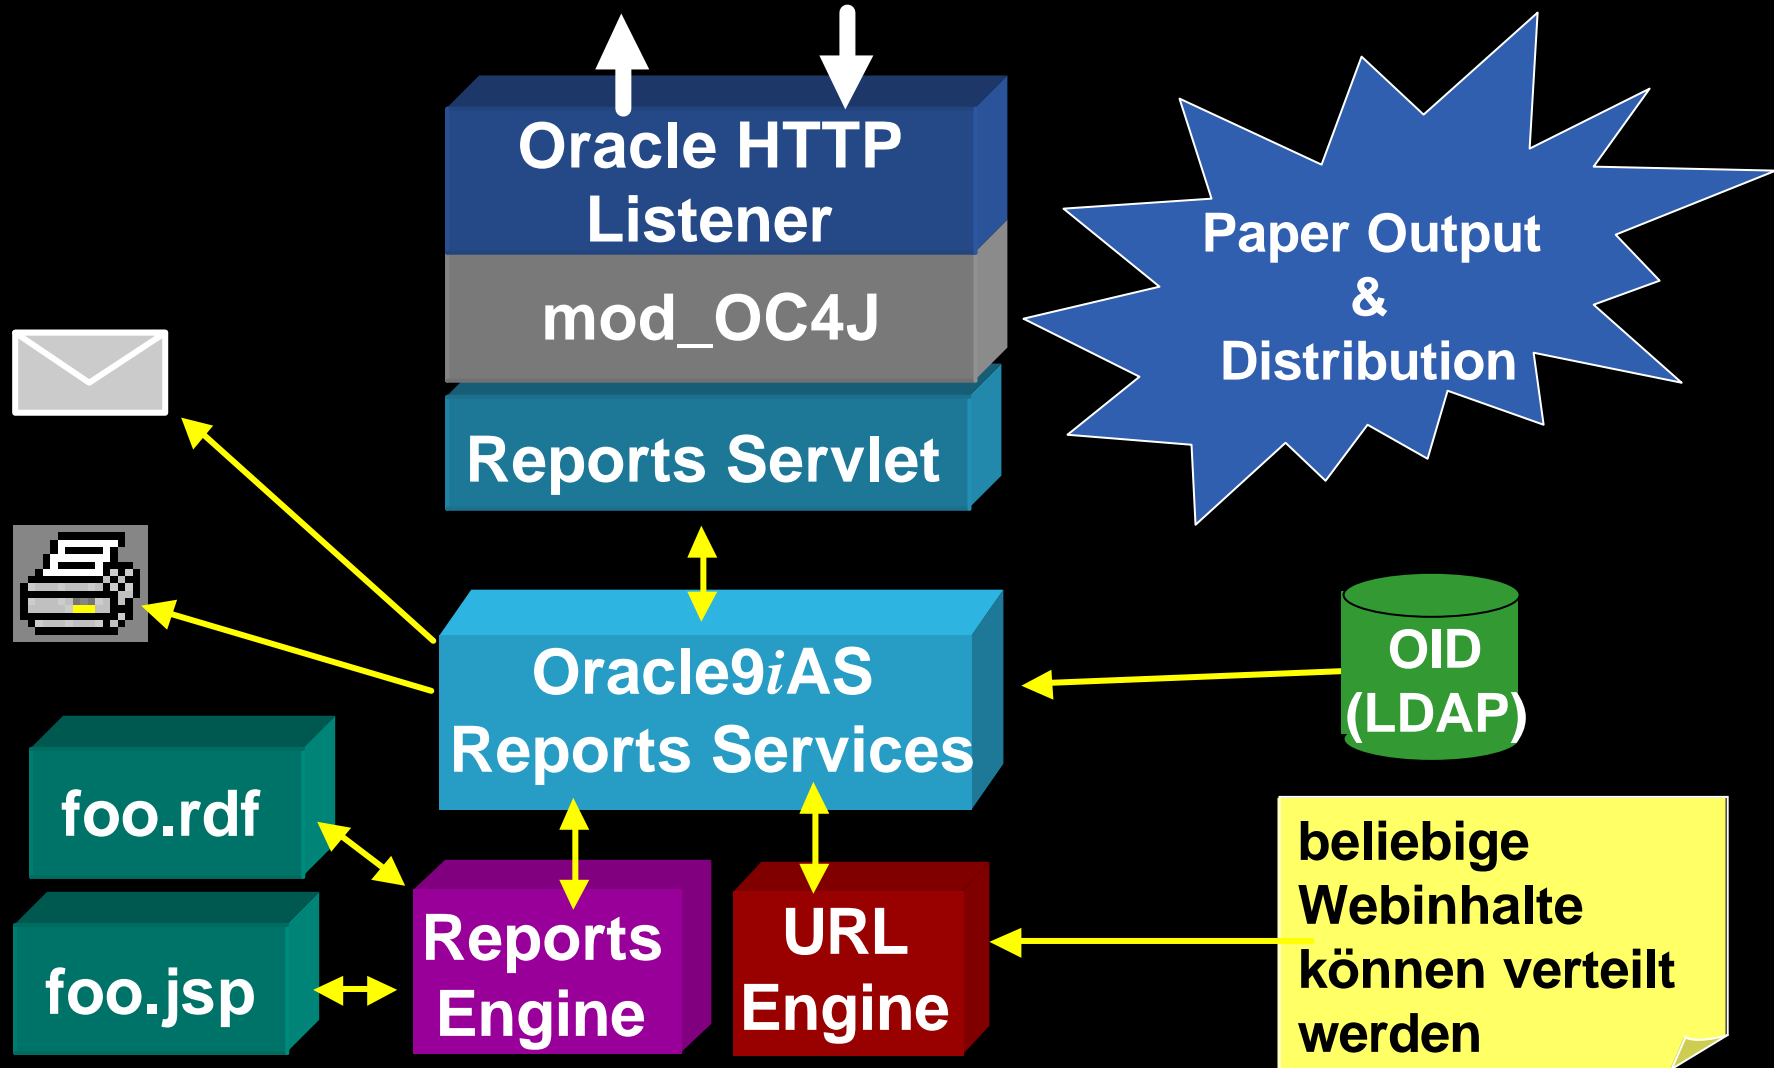 Oracle HTTP
Listener
mod_OC4J
Reports Servlet
Paper Output
&
Distribution
Oracle9iAS
Reports Services
OID
(LDAP)
foo.rdf
foo.jsp
Reports
Engine
URL
Engine
beliebige
Webinhalte
können verteilt
werden